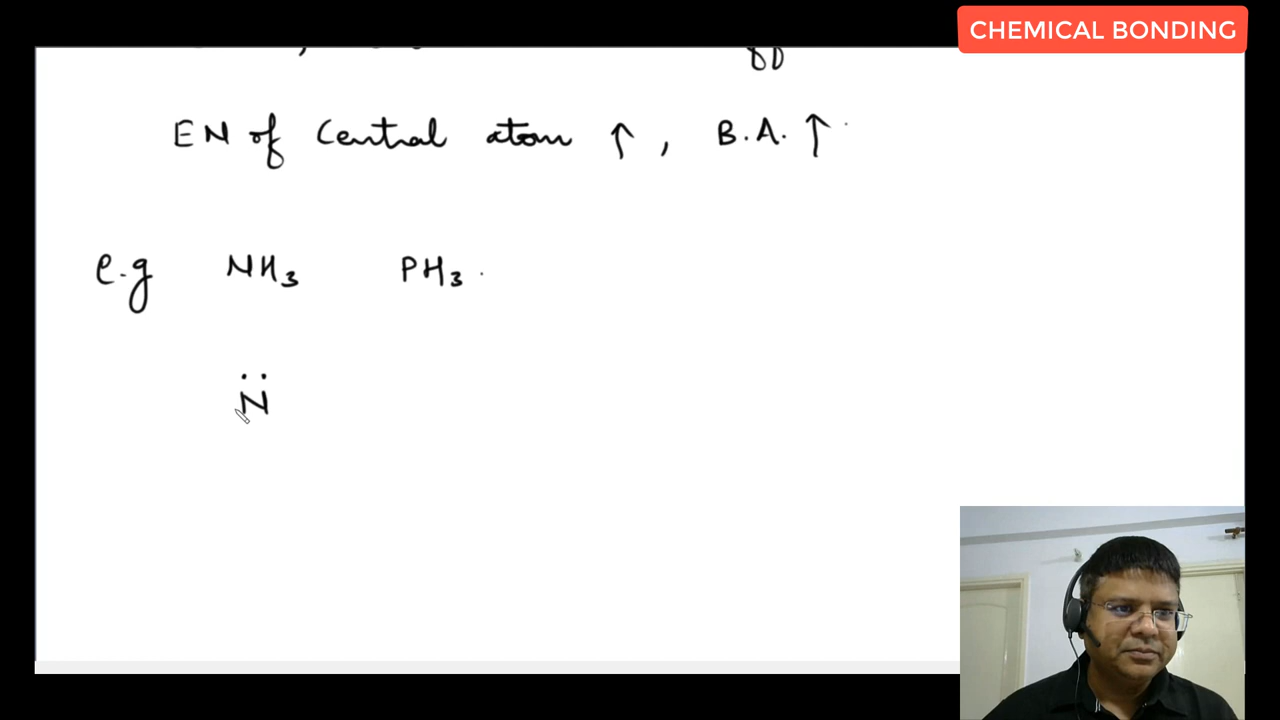 CHEMICAL BONDING
EN of Central atom ↑, B.A. ↑
e.g NH₃ PH₃.
N̈